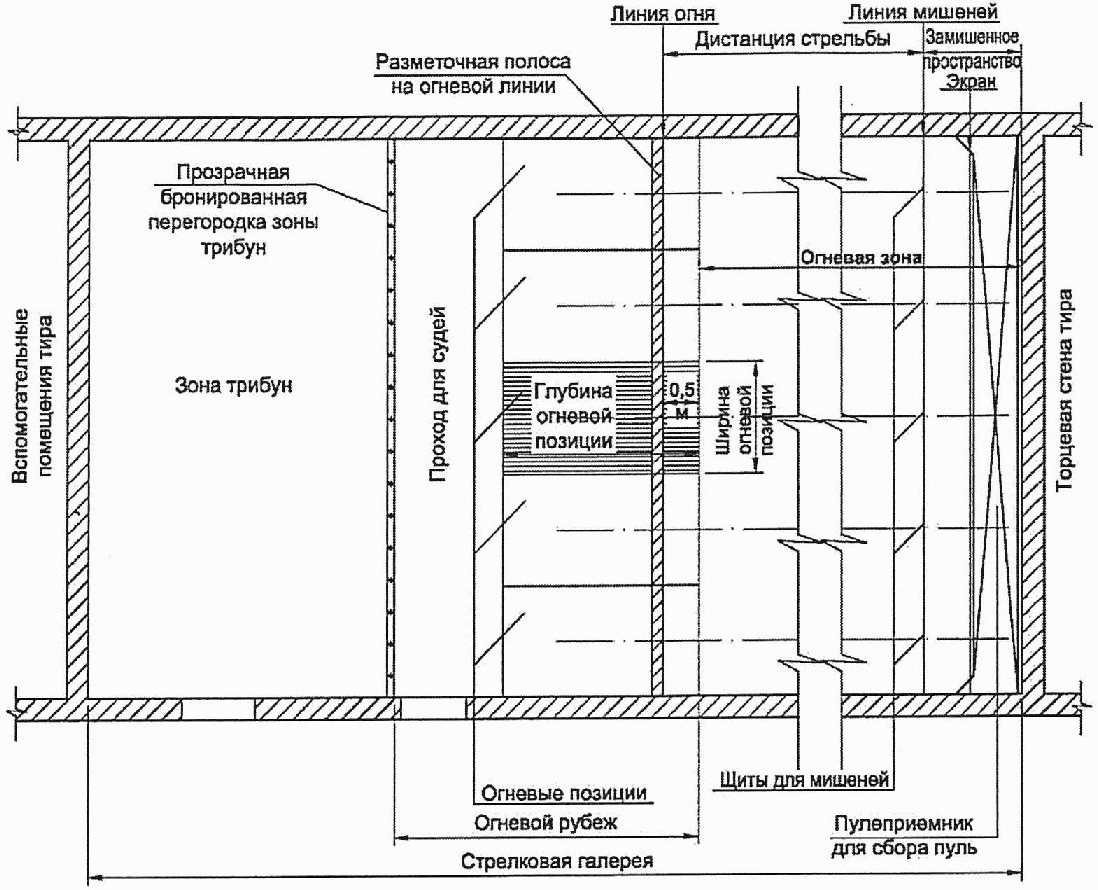 Линия огня
Линия мишеней
Дистанция стрельбы
Замишенное
пространство
Экран
Разметочная полоса
на огневой линии
Прозрачная
бронированная
перегородка зоны
трибун
Огневая зона
Вспомогательные
помещения тира
Зона трибун
Проход для судей
Глубина
огневой
позиции
0,5
м
Ширина
огневой
позиции
Торцевая стена тира
Щиты для мишеней
Огневые позиции
Огневой рубеж
Пулеприемник
для сбора пуль
Стрелковая галерея